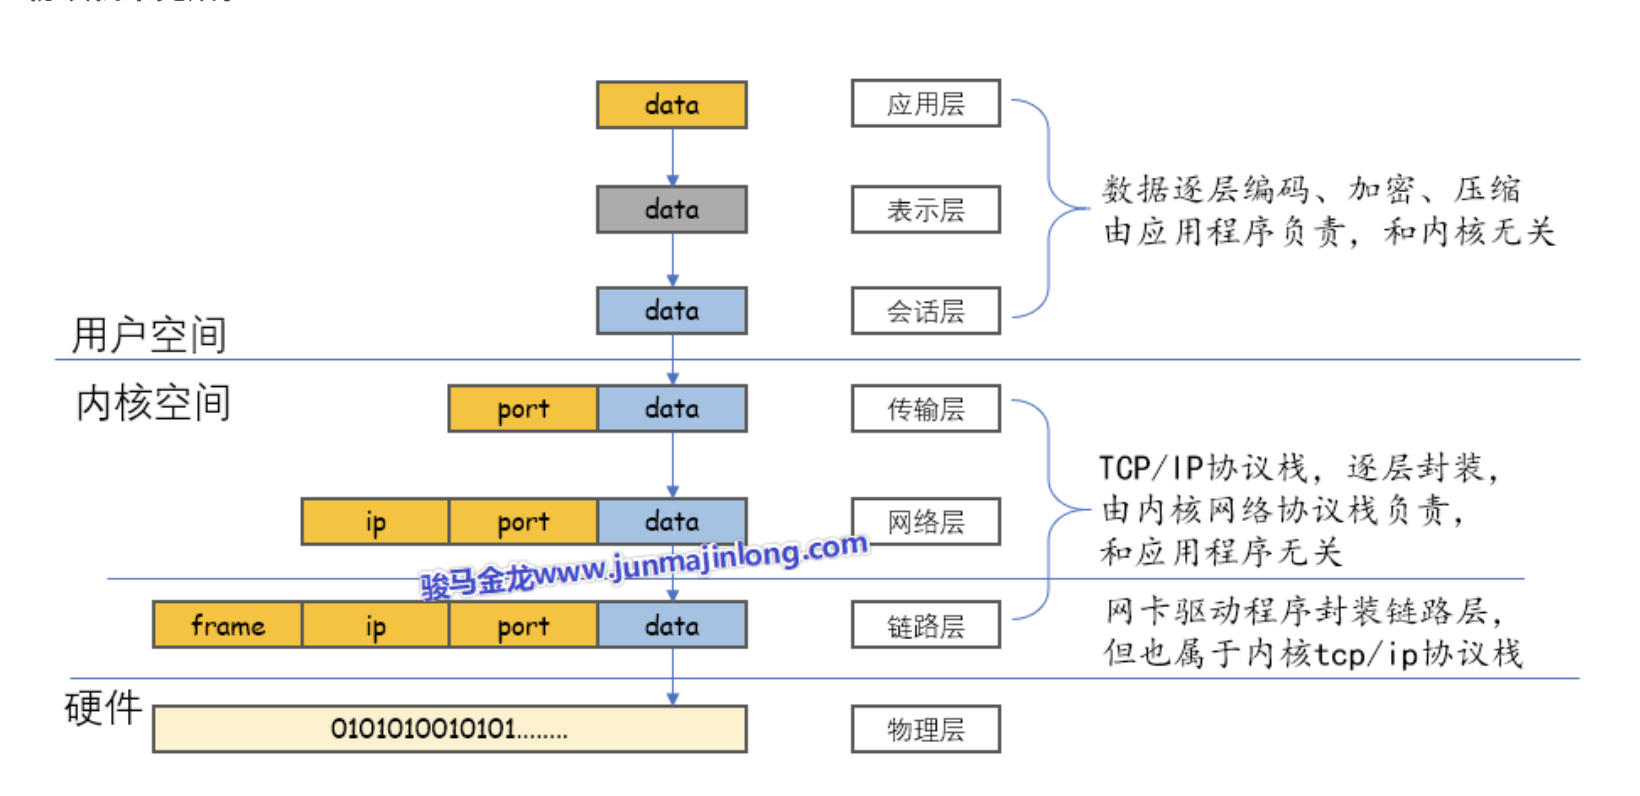 data
应用层
数据逐层编码、加密、压缩
由应用程序负责，和内核无关
data
表示层
data
会话层
用户空间
内核空间
port data
传输层
TCP/IP协议栈，逐层封装，
由内核网络协议栈负责，
和应用程序无关
ip port data
网络层
骏马金龙www.junmajinlong.com
frame ip port data
链路层
网卡驱动程序封装链路层，
但也属于内核tcp/ip协议栈
硬件
0101010010101........
物理层